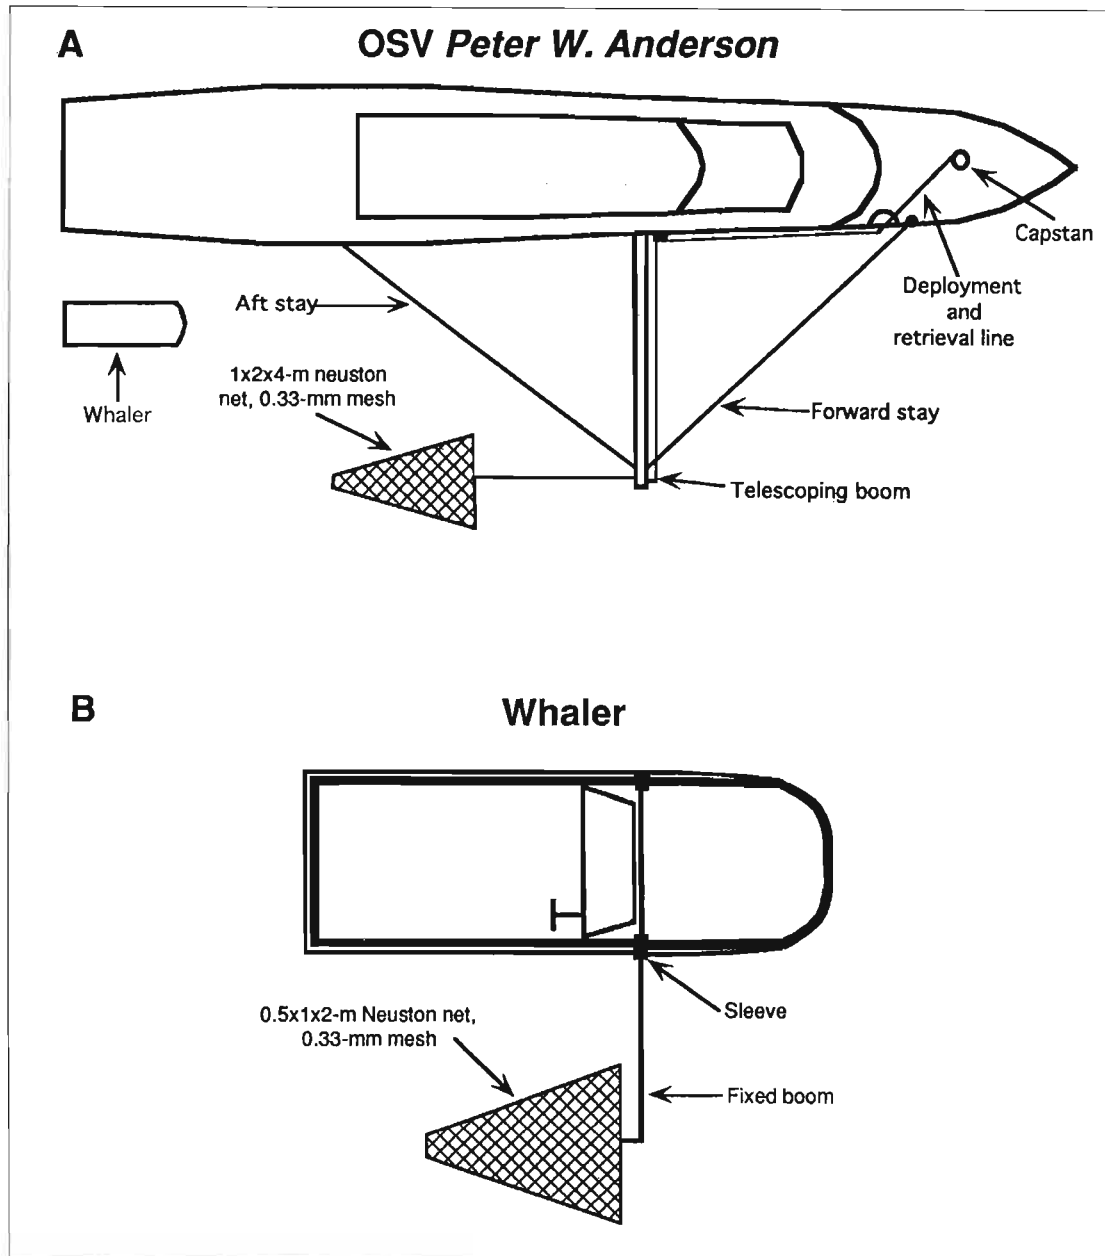 A
OSV Peter W. Anderson
Capstan
Deployment
and
retrieval line
Aft stay
1x2x4-m neuston
net, 0.33-mm mesh
Whaler
Forward stay
Telescoping boom
B
Whaler
Sleeve
0.5x1x2-m Neuston net,
0.33-mm mesh
Fixed boom